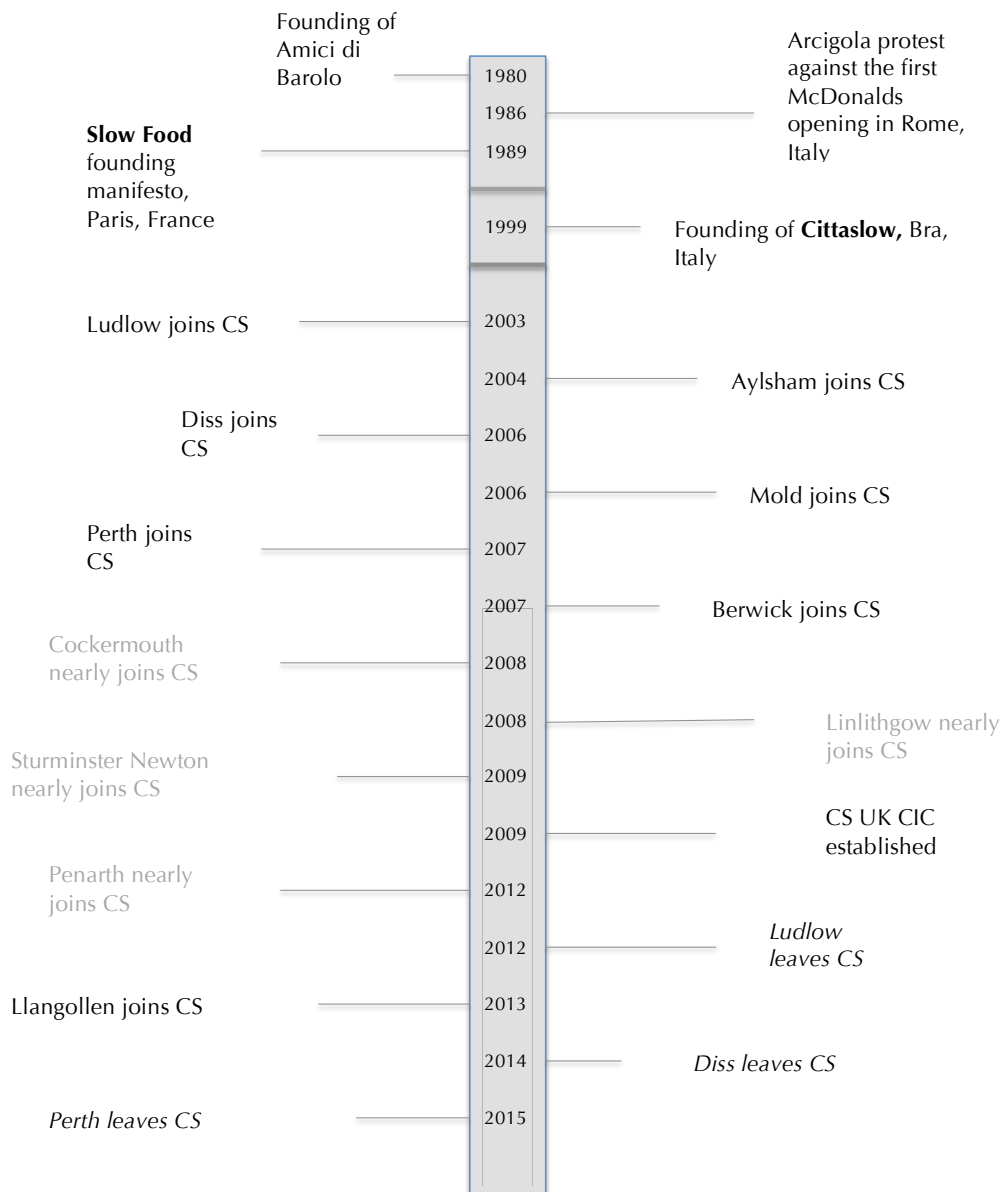 Founding of
Amici di
Barolo
1980
Arcigola protest
against the first
McDonalds
opening in Rome,
Italy
1986
Slow Food
founding
manifesto,
Paris, France
1989
1999
Founding of Cittaslow, Bra,
Italy
Ludlow joins CS
2003
2004
Aylsham joins CS
Diss joins
CS
2006
2006
Mold joins CS
Perth joins
CS
2007
2007
Berwick joins CS
Cockermouth
nearly joins CS
2008
2008
Linlithgow nearly
joins CS
Sturminster Newton
nearly joins CS
2009
2009
CS UK CIC
established
Penarth nearly
joins CS
2012
2012
Ludlow
leaves CS
Llangollen joins CS
2013
2014
Diss leaves CS
Perth leaves CS
2015